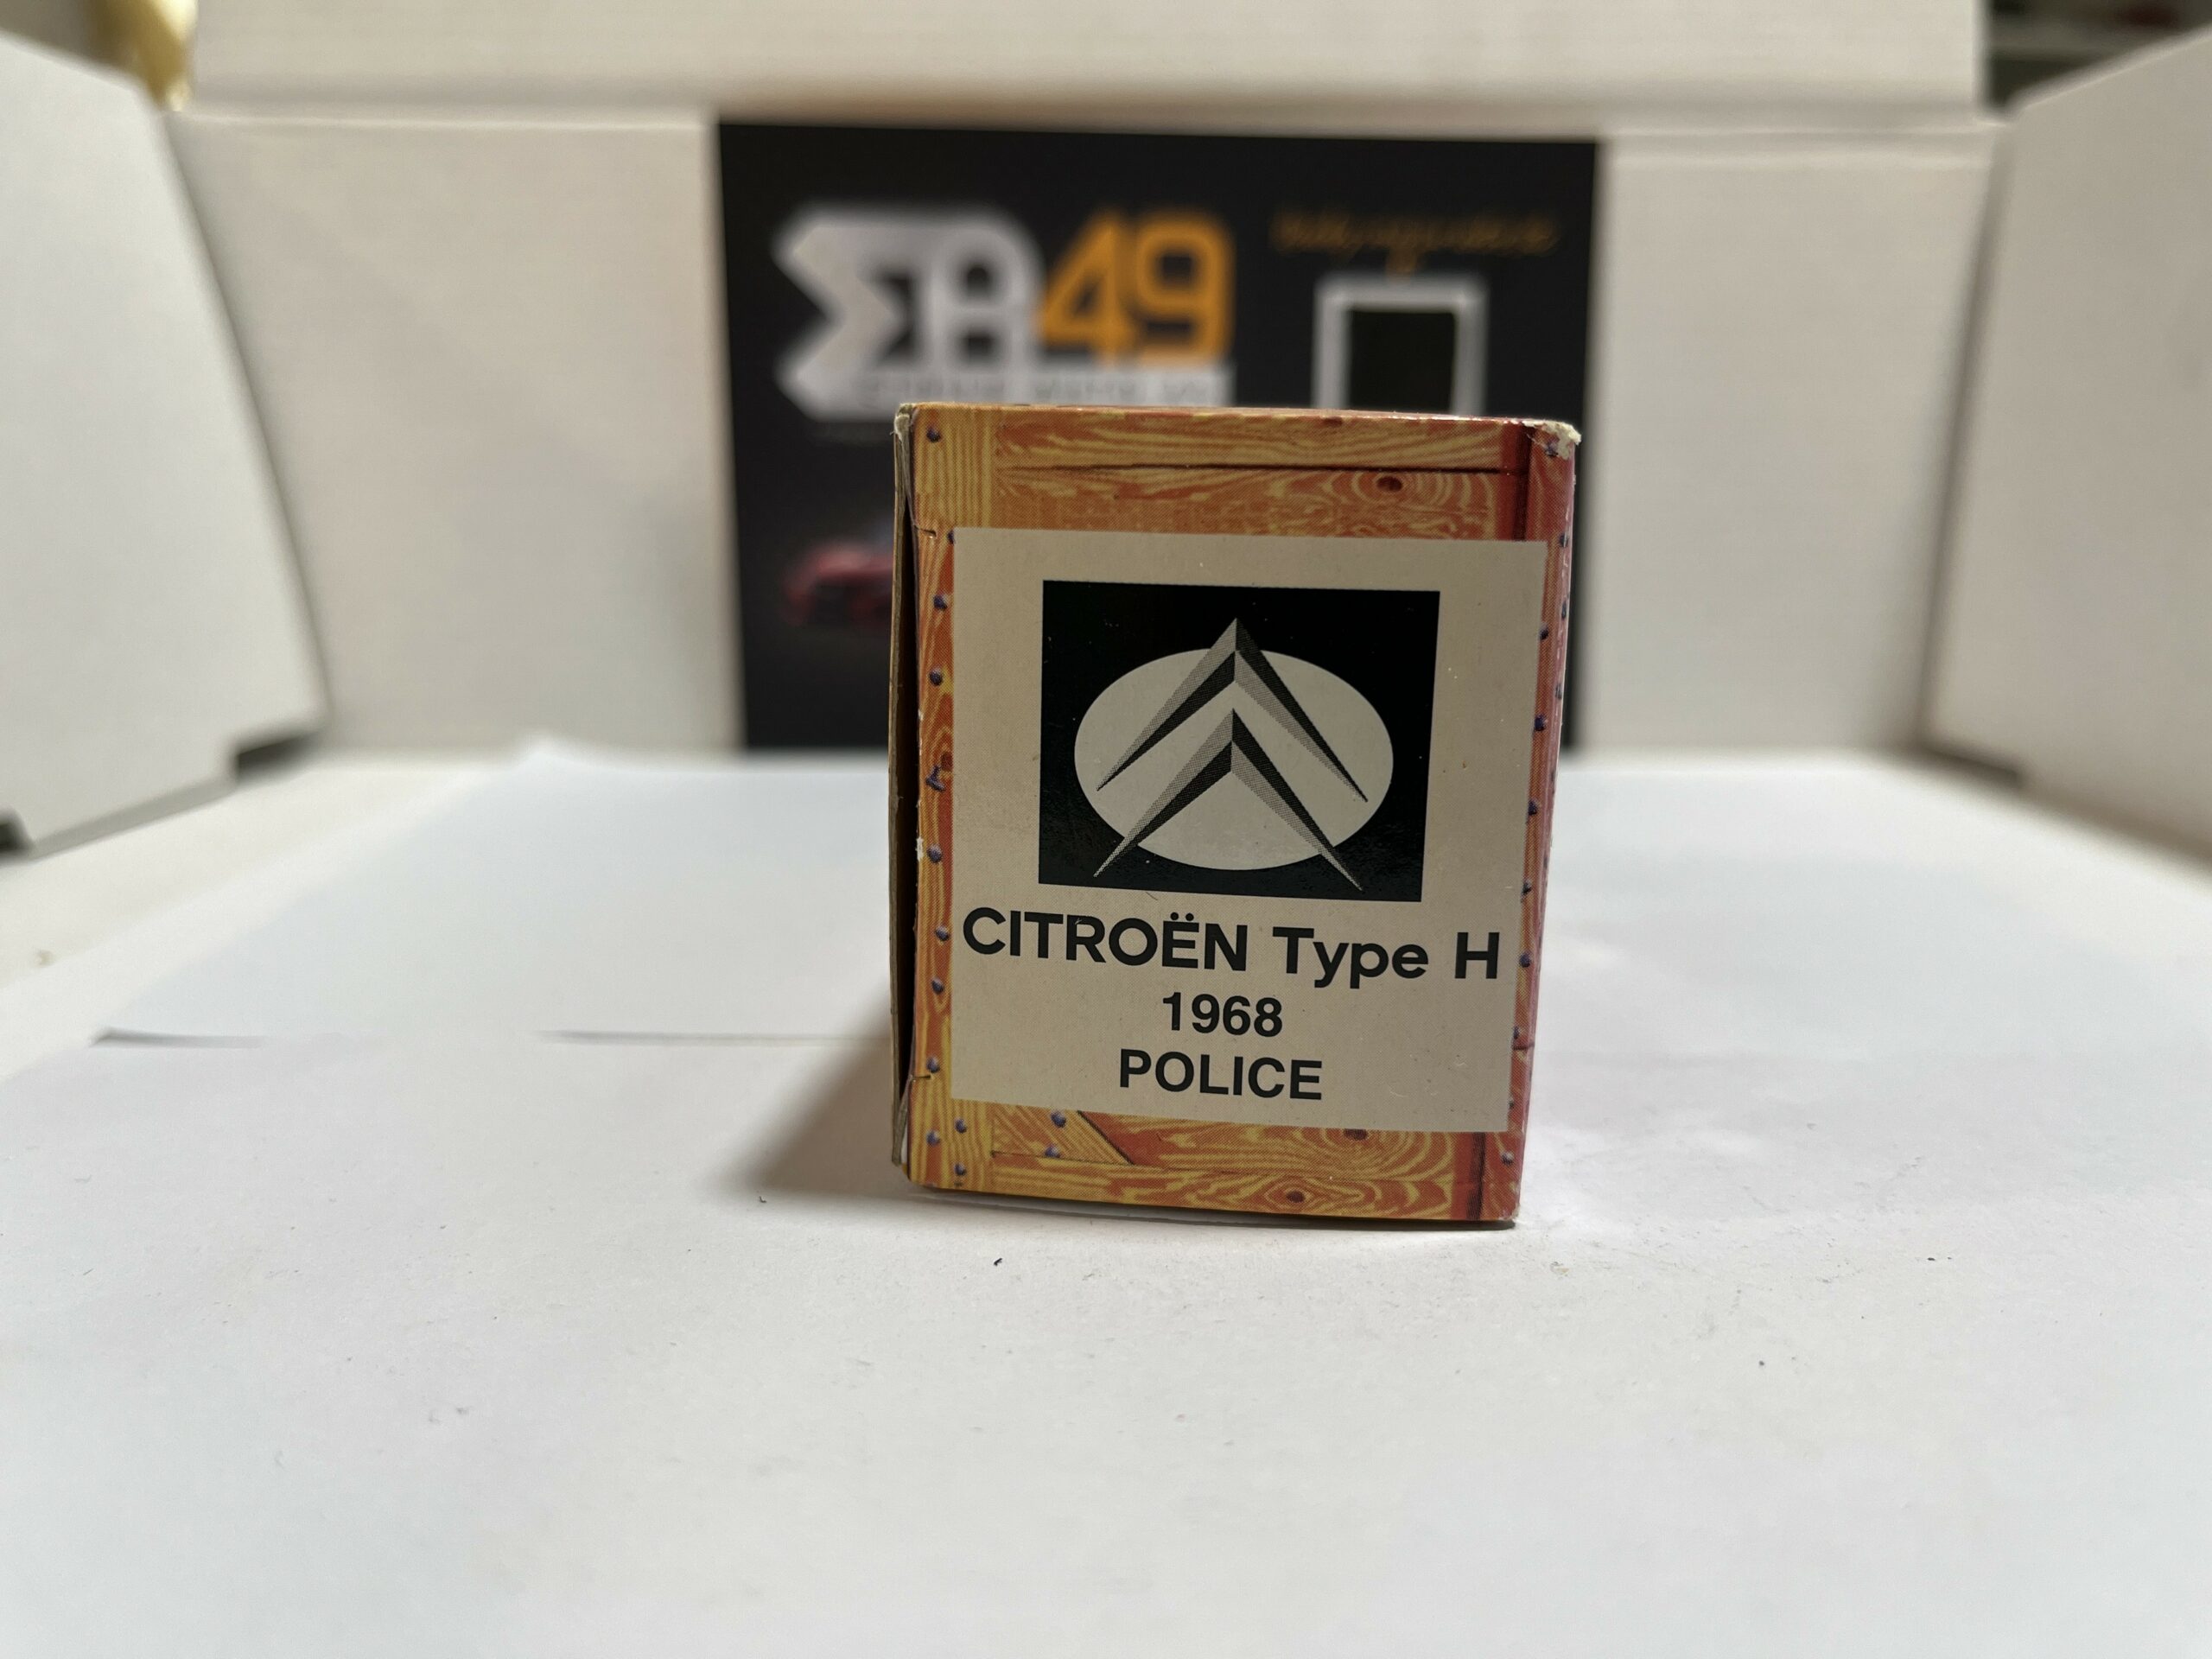 49
CITROËN Type H
1968
POLICE